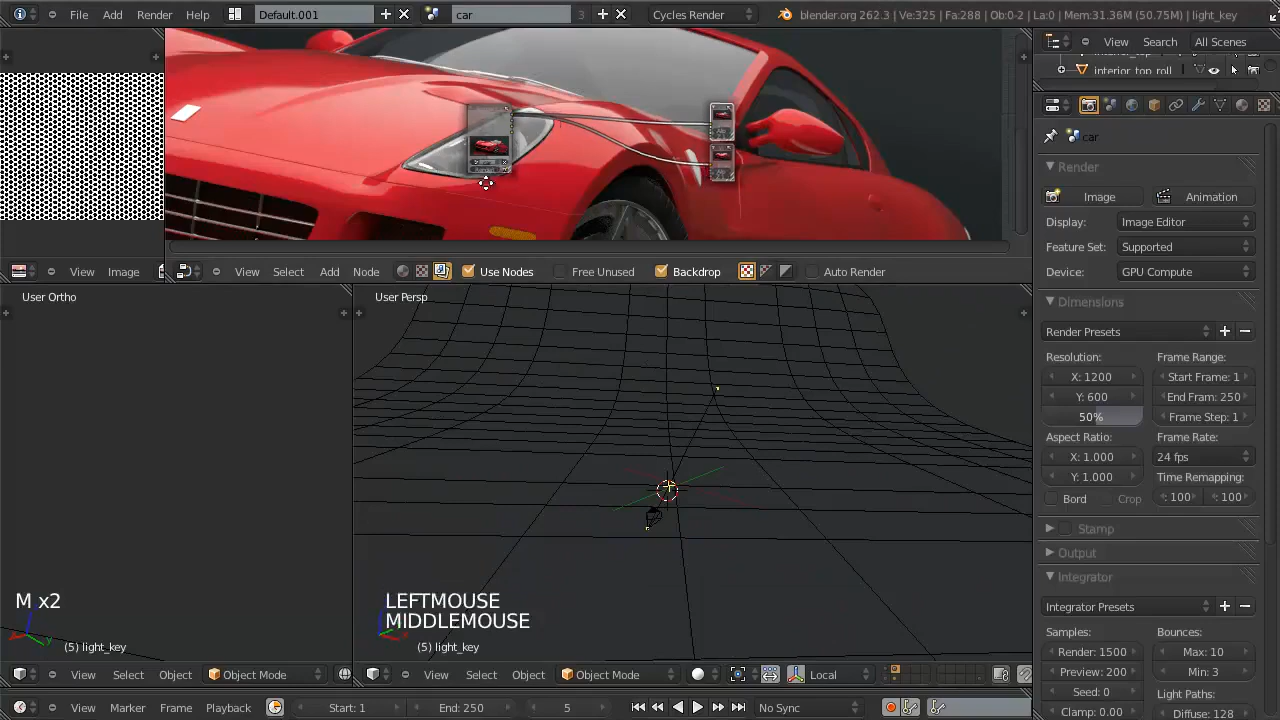 File Add Render Help Default.001 car 3 Cycles Render blender.org 262.3 | Ve:325 | Fa:288 | Ob:0-2 | La:0 | Mem:31.36M (50.75M) | light_key
View Search All Scenes
interior_top_roll
car
Render
Image Animation
Display: Image Editor
Feature Set: Supported
Device: GPU Compute
View Image View Select Add Node Use Nodes Free Unused Backdrop Auto Render
Dimensions
Render Presets
Resolution: Frame Range:
X: 1200 Start Frame: 1
Y: 600 End Fram: 250
50% Frame Step: 1
Aspect Ratio: Frame Rate:
X: 1.000 24 fps
Y: 1.000 Time Remapping:
Bord Crop : 100 : 100
Stamp
Output
Integrator
Integrator Presets
Samples: Bounces:
Render: 1500 Max: 10
Preview: 200 Min: 3
Seed: 0 Light Paths:
Clamp: 0.00 Diffuse: 128
User Ortho
M x2
(5) light_key
View Select Object Object Mode
User Persp
LEFTMOUSE
MIDDLEMOUSE
(5) light_key
View Select Object Object Mode Local
View Marker Frame Playback Start: 1 End: 250 5 No Sync